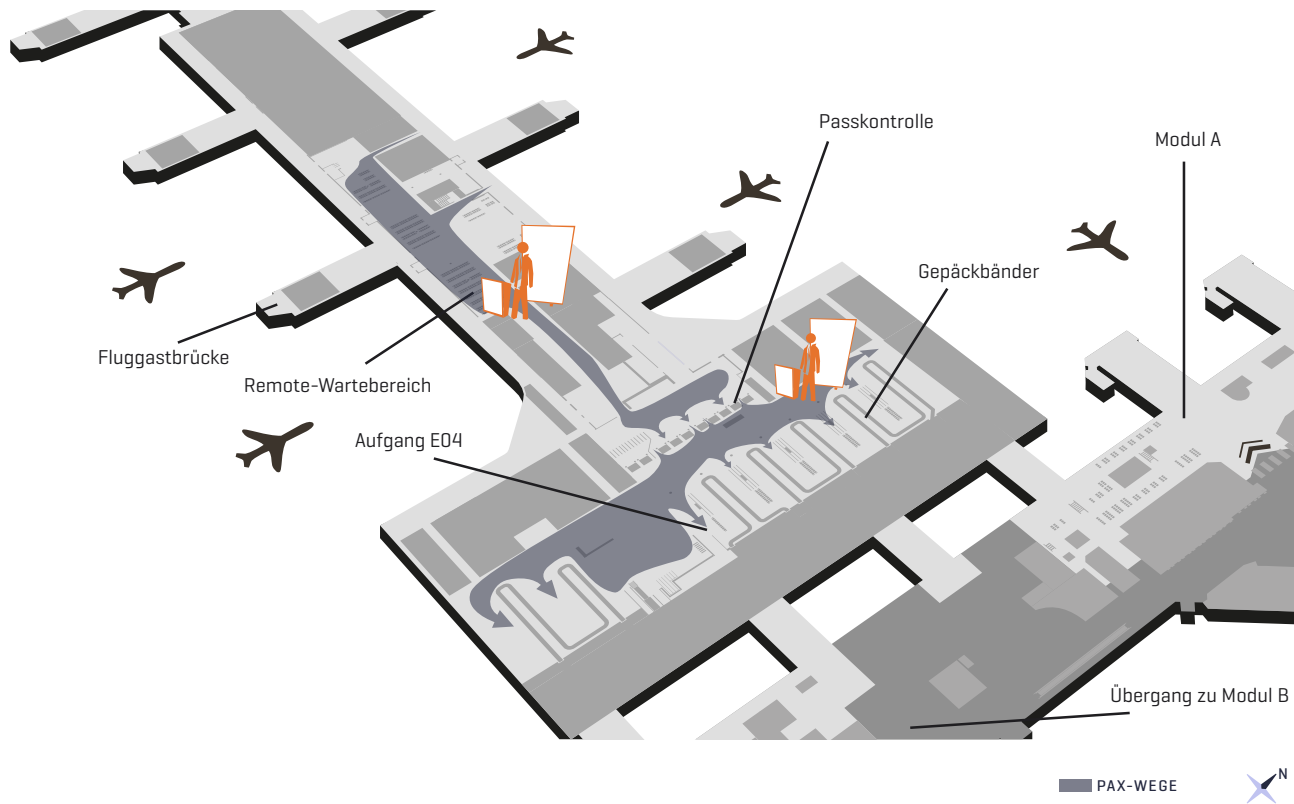 Passkontrolle
Modul A
Gepäckbänder
Fluggastbrücke
Remote-Wartebereich
Aufgang E04
Übergang zu Modul B
PAX-WEGE
N